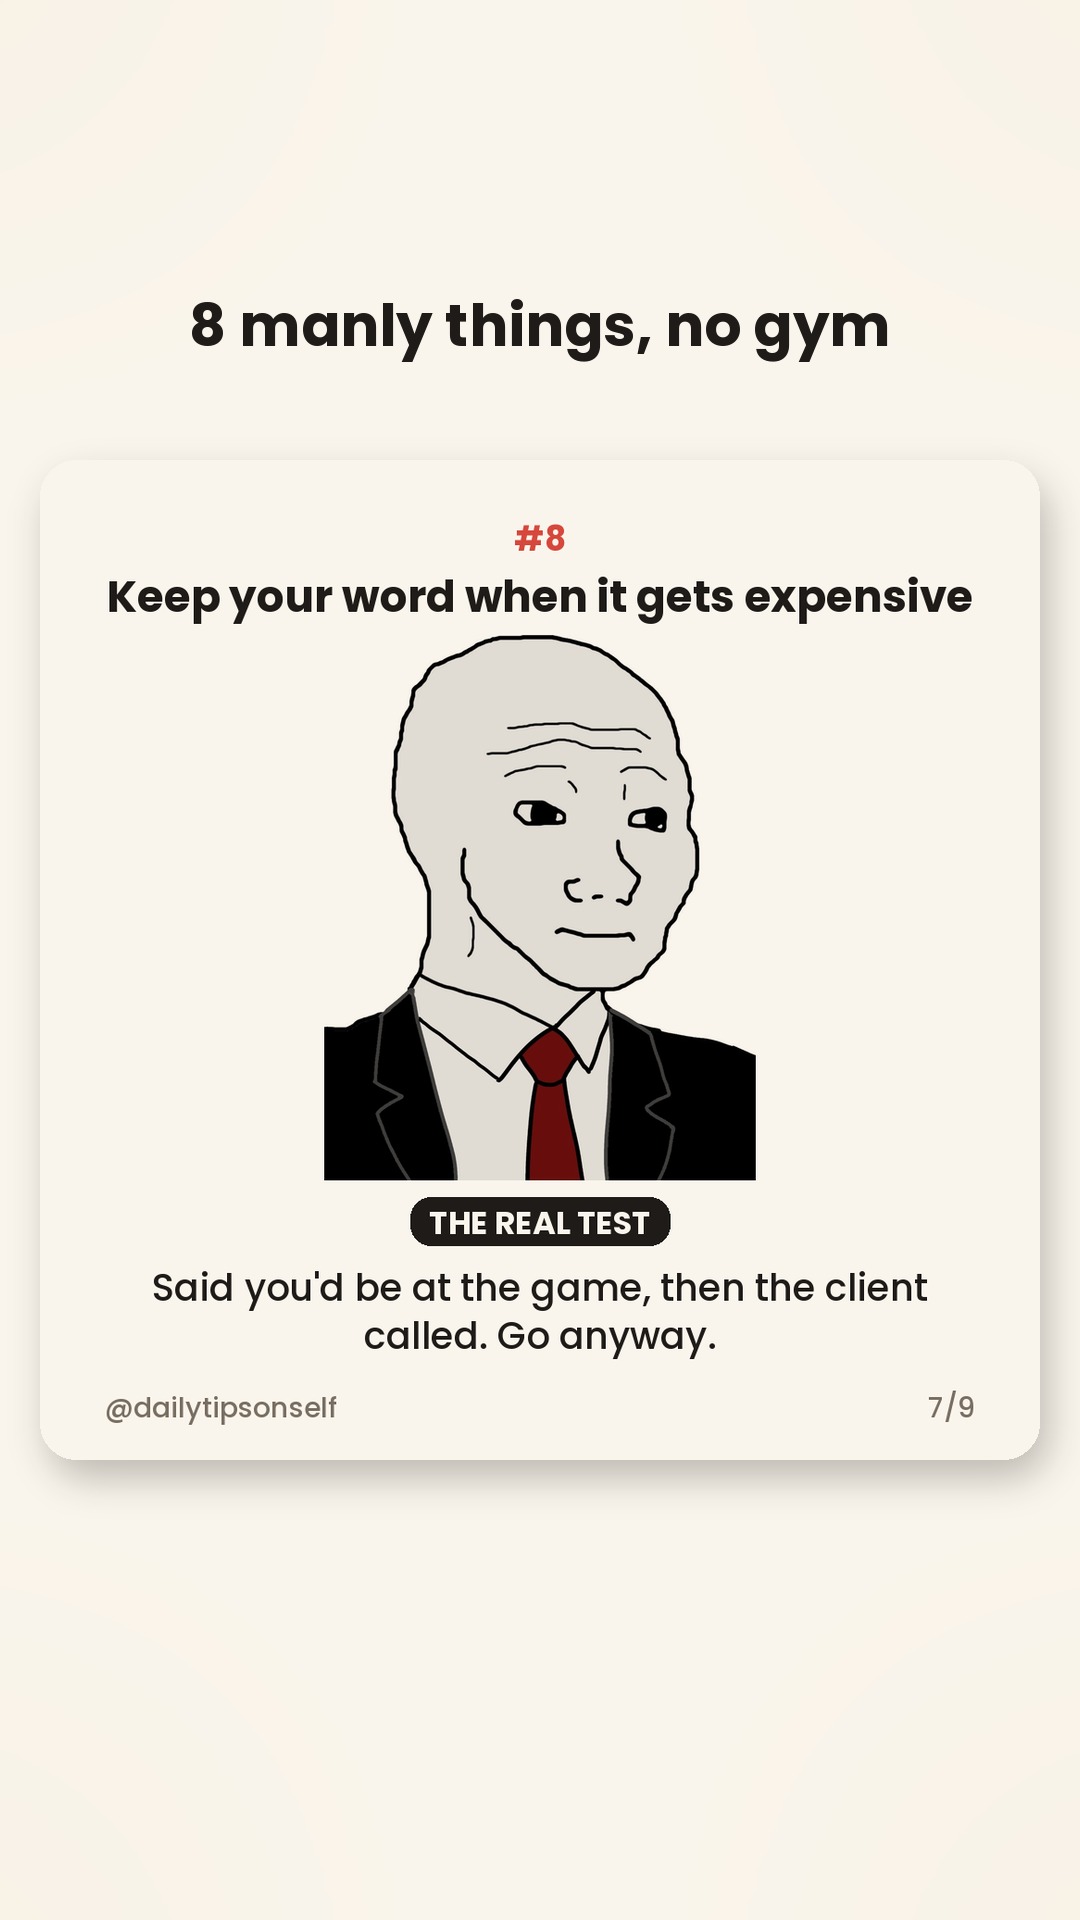 8 manly things, no gym
#8
Keep your word when it gets expensive
THE REAL TEST
Said you'd be at the game, then the client
called. Go anyway.
@dailytipsonself
7/9